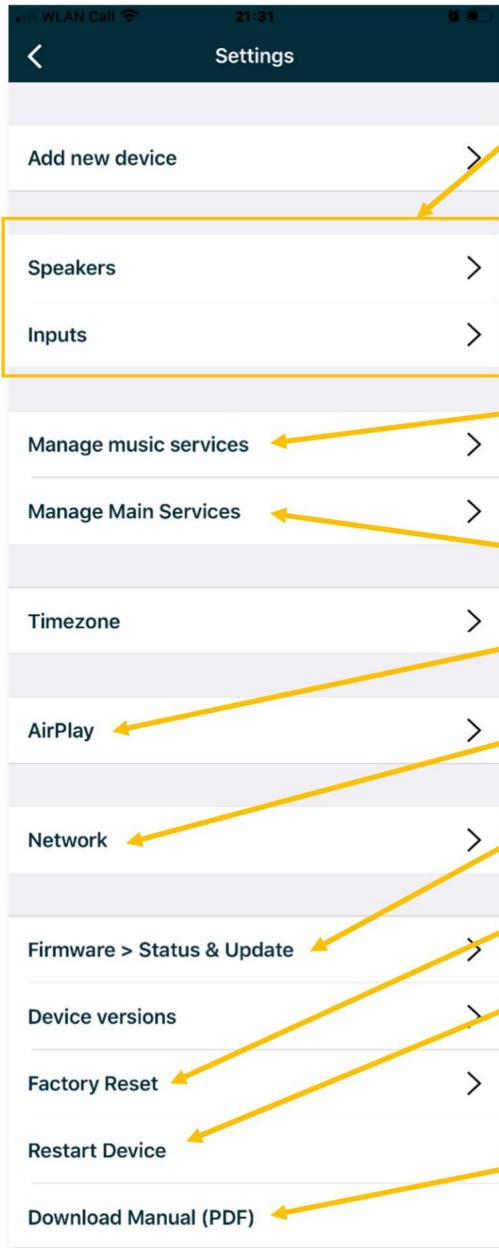 WLAN Call 21:31
Settings
Add new device
Speakers
Inputs
Manage music services
Manage Main Services
Timezone
AirPlay
Network
Firmware > Status & Update
Device versions
Factory Reset
Restart Device
Download Manual (PDF)